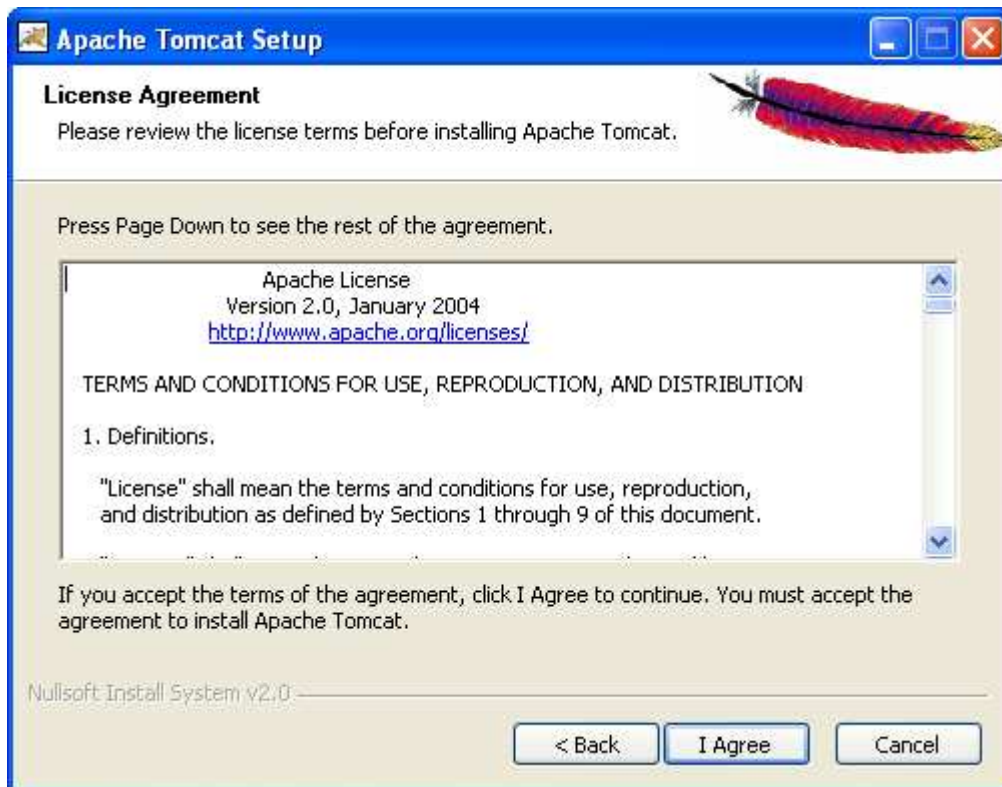 Apache Tomcat Setup
License Agreement
Please review the license terms before installing Apache Tomcat.
Press Page Down to see the rest of the agreement.
Apache License
Version 2.0, January 2004
http://www.apache.org/licenses/
TERMS AND CONDITIONS FOR USE, REPRODUCTION, AND DISTRIBUTION
1. Definitions.
"License" shall mean the terms and conditions for use, reproduction,
and distribution as defined by Sections 1 through 9 of this document.
If you accept the terms of the agreement, click I Agree to continue. You must accept the
agreement to install Apache Tomcat.
Nullsoft Install System v2.0
< Back
I Agree
Cancel